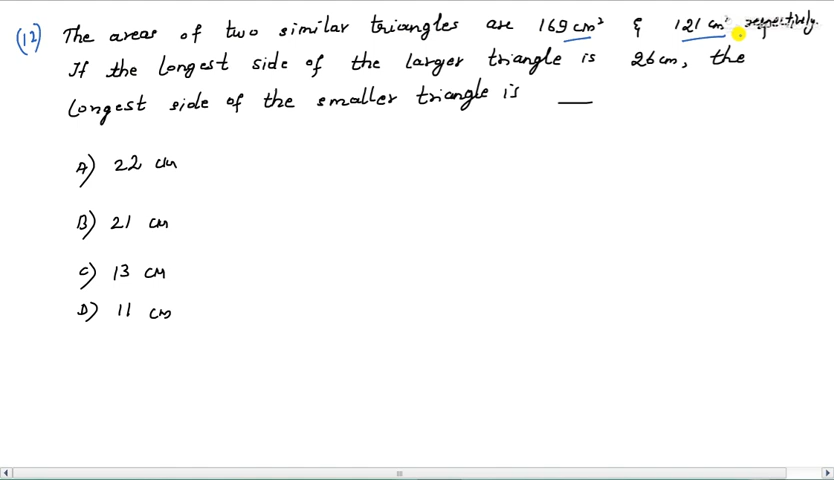 (12) The areas of two similar triangles are 169 cm² & 121 cm² respectively.
If the longest side of the larger triangle is 26 cm, the
longest side of the smaller triangle is ___
A) 22 cm
B) 21 cm
C) 13 cm
D) 11 cm